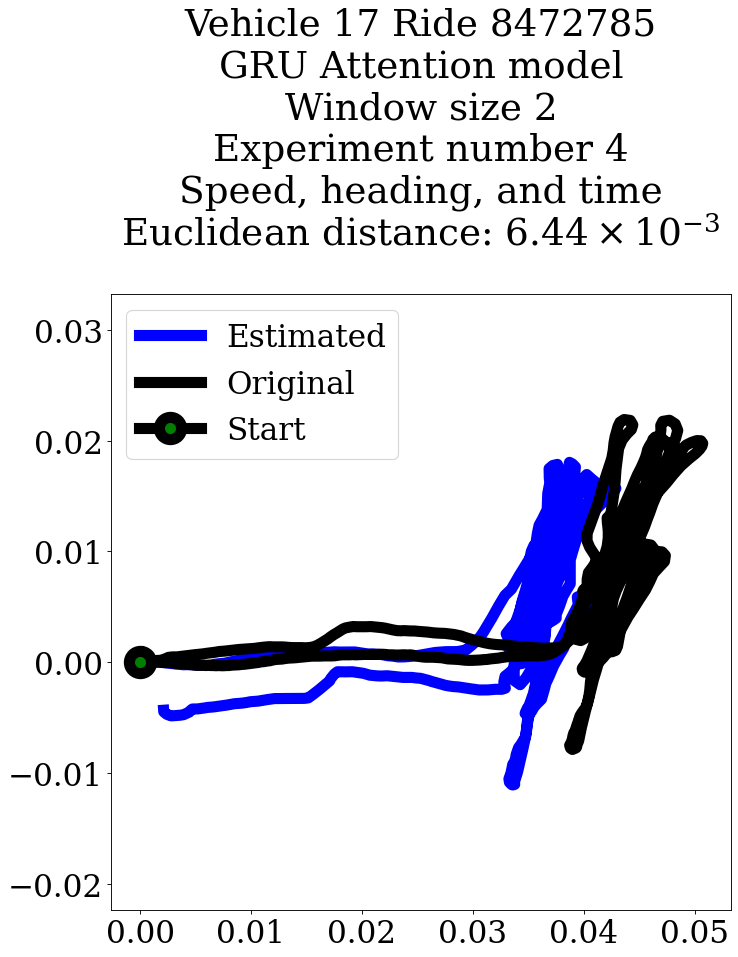 Vehicle 17 Ride 8472785
GRU Attention model
Window size 2
Experiment number 4
Speed, heading, and time
Euclidean distance: 6.44 × 10⁻³
Estimated
Original
Start
0.03
0.02
0.01
0.00
−0.01
−0.02
0.00 0.01 0.02 0.03 0.04 0.05